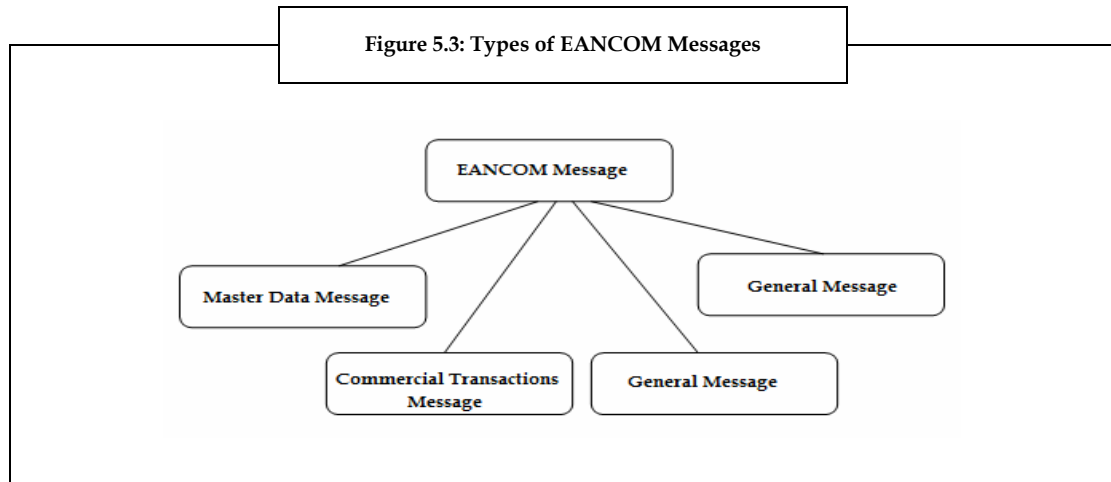 Figure 5.3: Types of EANCOM Messages
EANCOM Message
Master Data Message
General Message
Commercial Transactions
Message
General Message